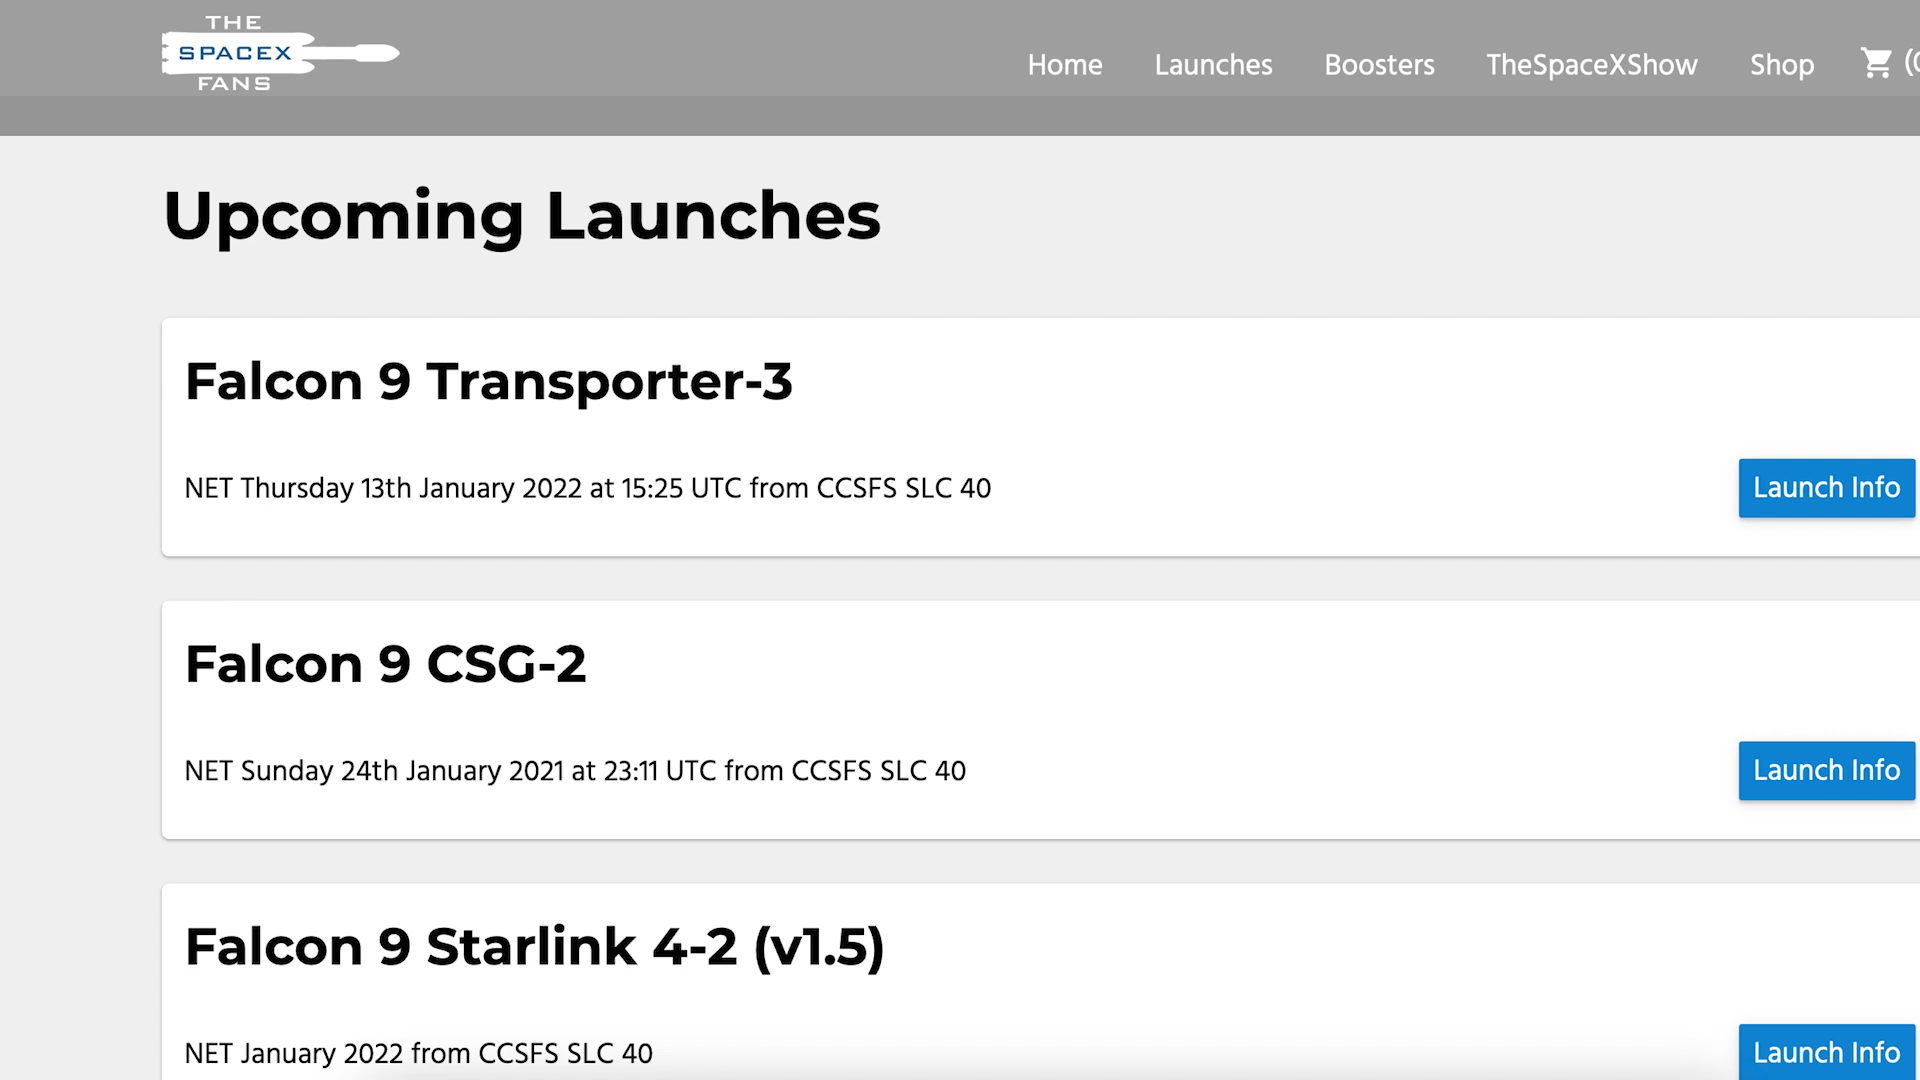 THE
SPACEX
FANS
Home Launches Boosters TheSpaceXShow Shop
Upcoming Launches
Falcon 9 Transporter-3
NET Thursday 13th January 2022 at 15:25 UTC from CCSFS SLC 40
Launch Info
Falcon 9 CSG-2
NET Sunday 24th January 2021 at 23:11 UTC from CCSFS SLC 40
Launch Info
Falcon 9 Starlink 4-2 (v1.5)
NET January 2022 from CCSFS SLC 40
Launch Info